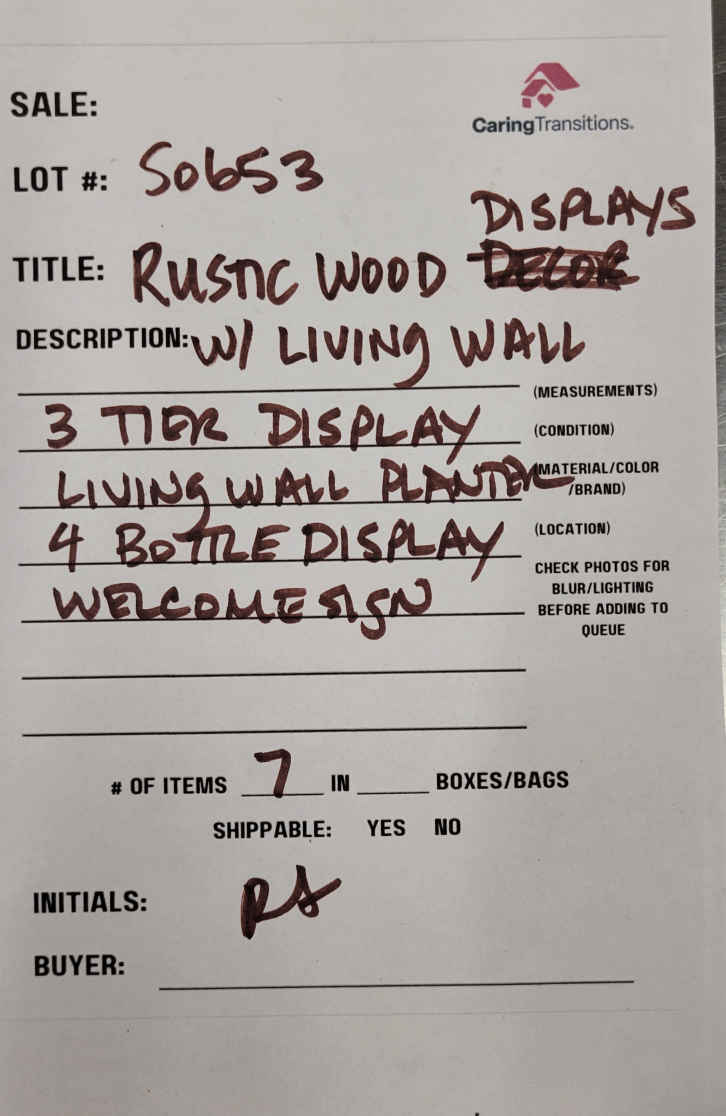 SALE:
CaringTransitions.
LOT #: S0653
DISPLAYS
TITLE: RUSTIC WOOD DECOR
DESCRIPTION: W/ LIVING WALL
(MEASUREMENTS)
3 TIER DISPLAY (CONDITION)
LIVING WALL PLANTER (MATERIAL/COLOR
/BRAND)
4 BOTTLE DISPLAY (LOCATION)
WELCOME SIGN CHECK PHOTOS FOR
BLUR/LIGHTING
BEFORE ADDING TO
QUEUE
# OF ITEMS 7 IN ______ BOXES/BAGS
SHIPPABLE: YES NO
INITIALS: RA
BUYER: